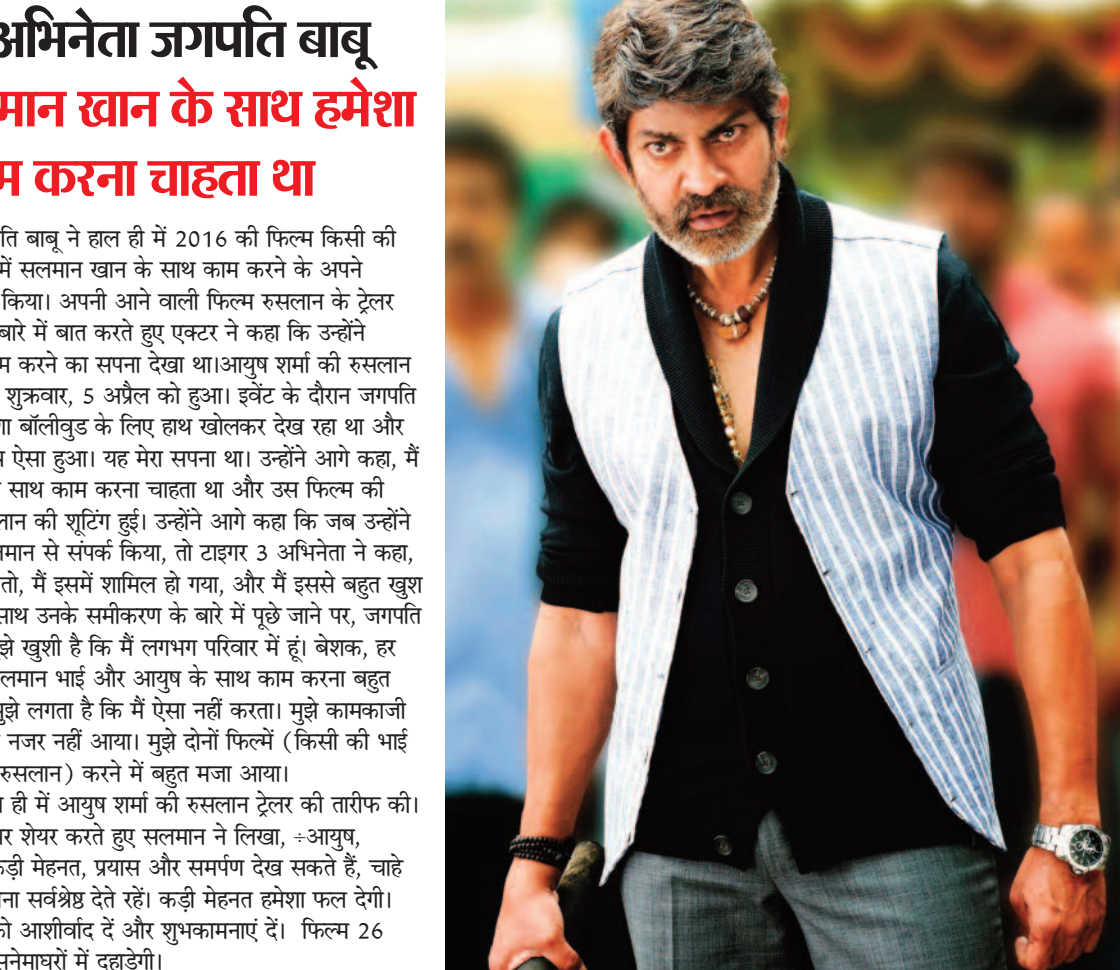 अभिनेता जगपति बाबू
मान खान के साथ हमेशा
म करना चाहता था
ति बाबू ने हाल ही में 2016 की फिल्म किसी की
में सलमान खान के साथ काम करने के अपने
किया। अपनी आने वाली फिल्म रुसलान के ट्रेलर
बारे में बात करते हुए एक्टर ने कहा कि उन्होंने
म करने का सपना देखा था।आयुष शर्मा की रुसलान
शुक्रवार, 5 अप्रैल को हुआ। इवेंट के दौरान जगपति
शा बॉलीवुड के लिए हाथ खोलकर देख रहा था और
ऐसा हुआ। यह मेरा सपना था। उन्होंने आगे कहा, मैं
साथ काम करना चाहता था और उस फिल्म की
लान की शूटिंग हुई। उन्होंने आगे कहा कि जब उन्होंने
मान से संपर्क किया, तो टाइगर 3 अभिनेता ने कहा,
तो, मैं इसमें शामिल हो गया, और मैं इससे बहुत खुश
साथ उनके समीकरण के बारे में पूछे जाने पर, जगपति
झे खुशी है कि मैं लगभग परिवार में हूं। बेशक, हर
लमान भाई और आयुष के साथ काम करना बहुत
मुझे लगता है कि मैं ऐसा नहीं करता। मुझे कामकाजी
नजर नहीं आया। मुझे दोनों फिल्में (किसी की भाई
रुसलान) करने में बहुत मजा आया।
ही में आयुष शर्मा की रुसलान ट्रेलर की तारीफ की।
र शेयर करते हुए सलमान ने लिखा, ÷आयुष,
कड़ी मेहनत, प्रयास और समर्पण देख सकते हैं, चाहे
ना सर्वश्रेष्ठ देते रहें। कड़ी मेहनत हमेशा फल देगी।
को आशीर्वाद दें और शुभकामनाएं दें। फिल्म 26
सिनेमाघरों में दहाड़ेगी।